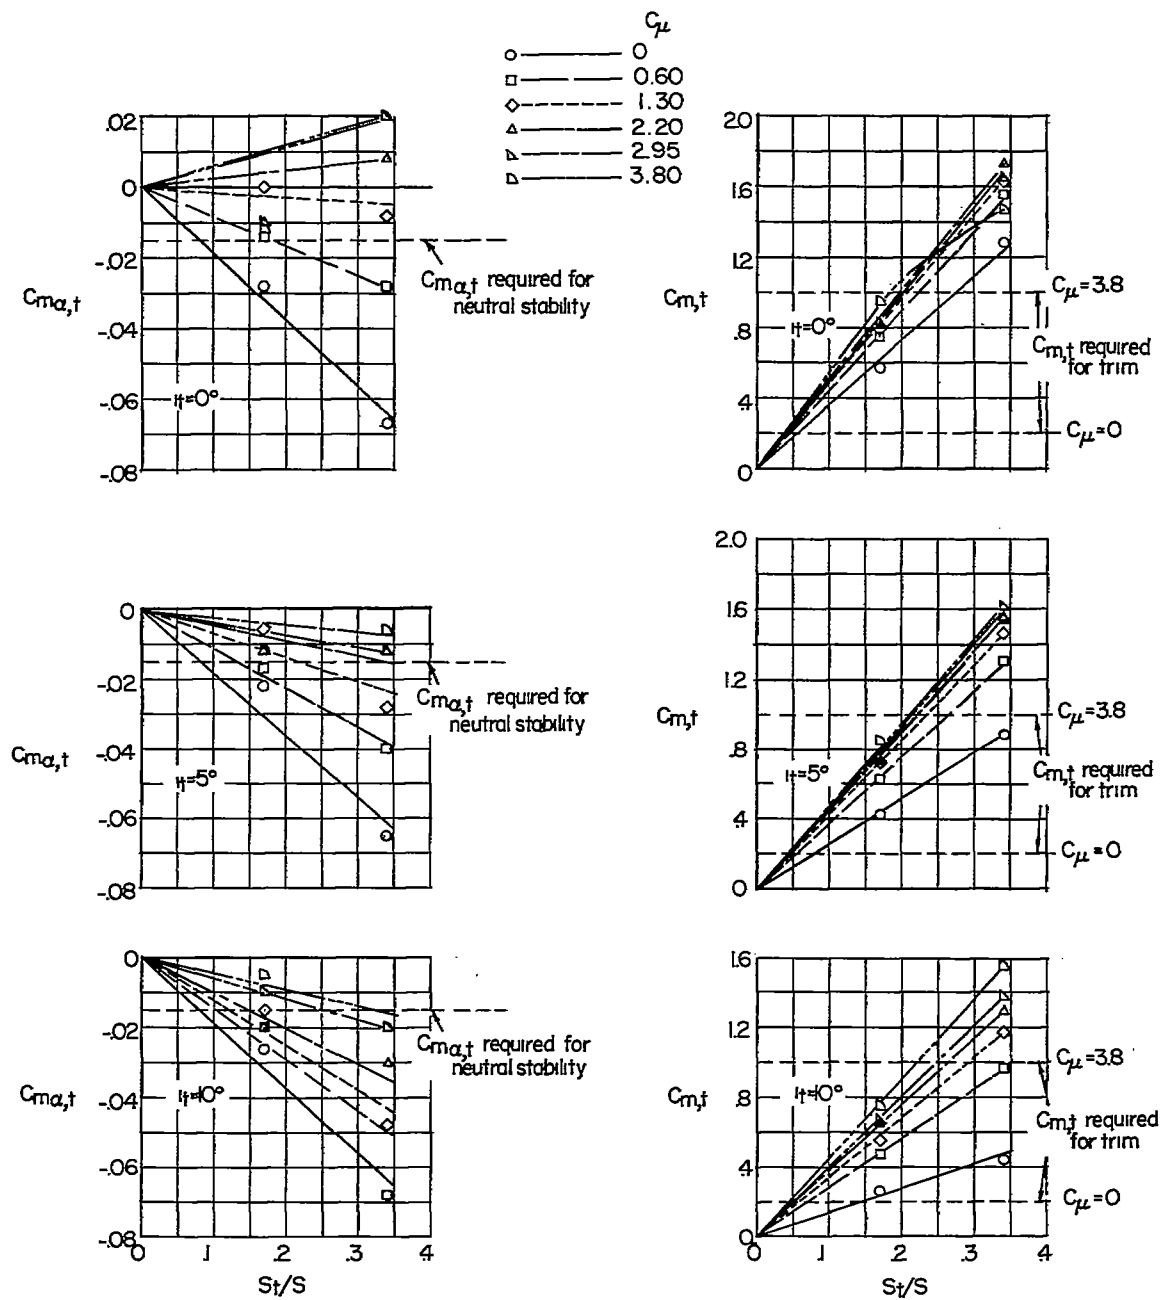 Cμ
0
0.60
1.30
2.20
2.95
3.80
.02
0
-.02
-.04
-.06
-.08
Cmα,t
it=0°
Cmα,t required for
neutral stability
2.0
1.6
1.2
.8
.4
0
Cm,t
it=0°
Cμ=3.8
Cm,t required
for trim
Cμ=0
0
-.02
-.04
-.06
-.08
Cmα,t
it=5°
Cmα,t required for
neutral stability
2.0
1.6
1.2
.8
.4
0
Cm,t
it=5°
Cμ=3.8
Cm,t required
for trim
Cμ=0
0
-.02
-.04
-.06
-.08
Cmα,t
it=10°
Cmα,t required for
neutral stability
0 .1 .2 .3 .4
St/S
1.6
1.2
.8
.4
0
Cm,t
it=10°
Cμ=3.8
Cm,t required
for trim
Cμ=0
0 .1 .2 .3 .4
St/S